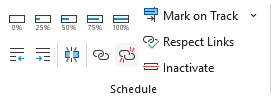 0% 25% 50% 75% 100%
Mark on Track
Respect Links
Inactivate
Schedule